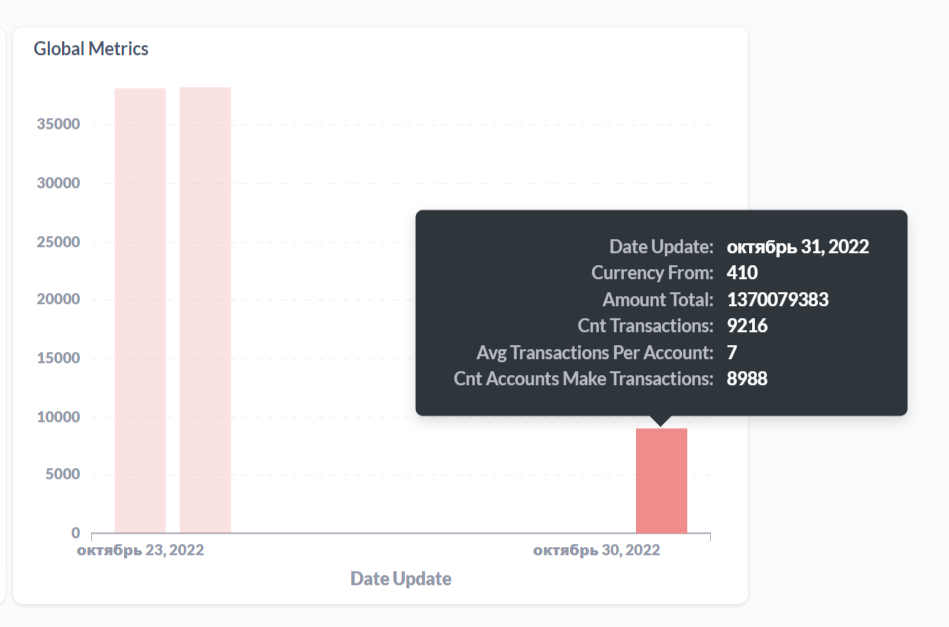 Global Metrics
35000
30000
25000
20000
15000
10000
5000
0
Date Update: октябрь 31, 2022
Currency From: 410
Amount Total: 1370079383
Cnt Transactions: 9216
Avg Transactions Per Account: 7
Cnt Accounts Make Transactions: 8988
октябрь 23, 2022
октябрь 30, 2022
Date Update